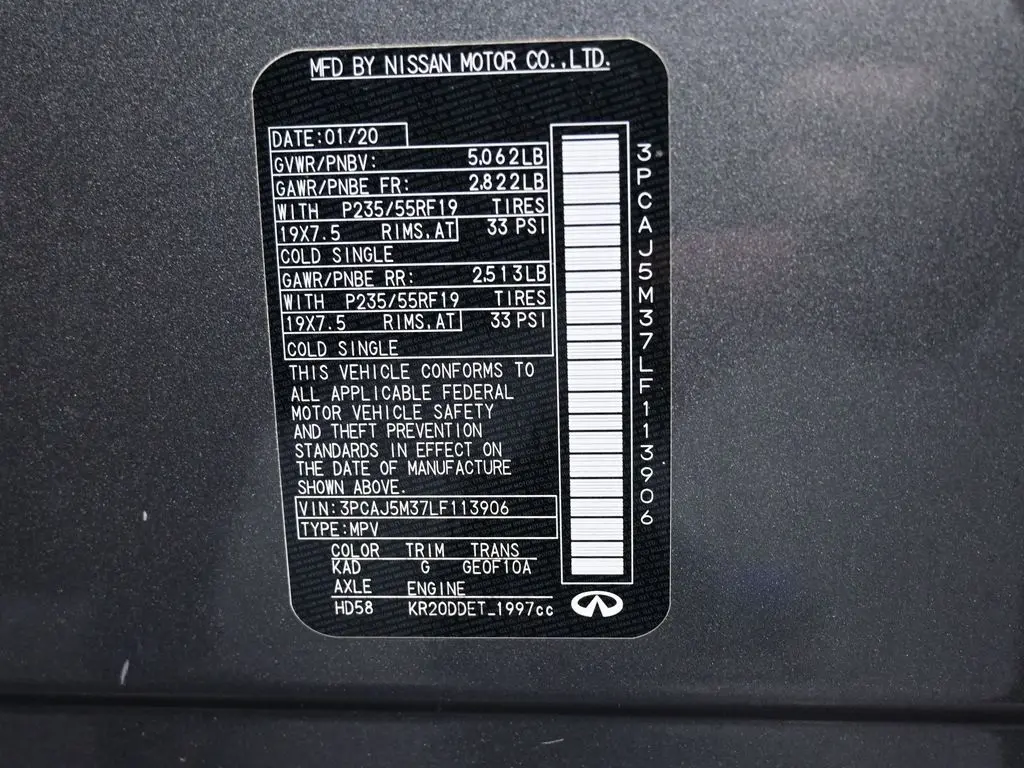 MFD BY NISSAN MOTOR CO.,LTD.
DATE:01/20
GVWR/PNBV: 5.062LB
GAWR/PNBE FR: 2.822LB
WITH P235/55RF19 TIRES
19X7.5 RIMS,AT 33 PSI
COLD SINGLE
GAWR/PNBE RR: 2.513LB
WITH P235/55RF19 TIRES
19X7.5 RIMS,AT 33 PSI
COLD SINGLE
THIS VEHICLE CONFORMS TO
ALL APPLICABLE FEDERAL
MOTOR VEHICLE SAFETY
AND THEFT PREVENTION
STANDARDS IN EFFECT ON
THE DATE OF MANUFACTURE
SHOWN ABOVE.
VIN:3PCAJ5M37LF113906
TYPE:MPV
COLOR TRIM TRANS
KAD G GE0F10A
AXLE ENGINE
HD58 KR20DDET_1997cc
3PCAJ5M37LF113906